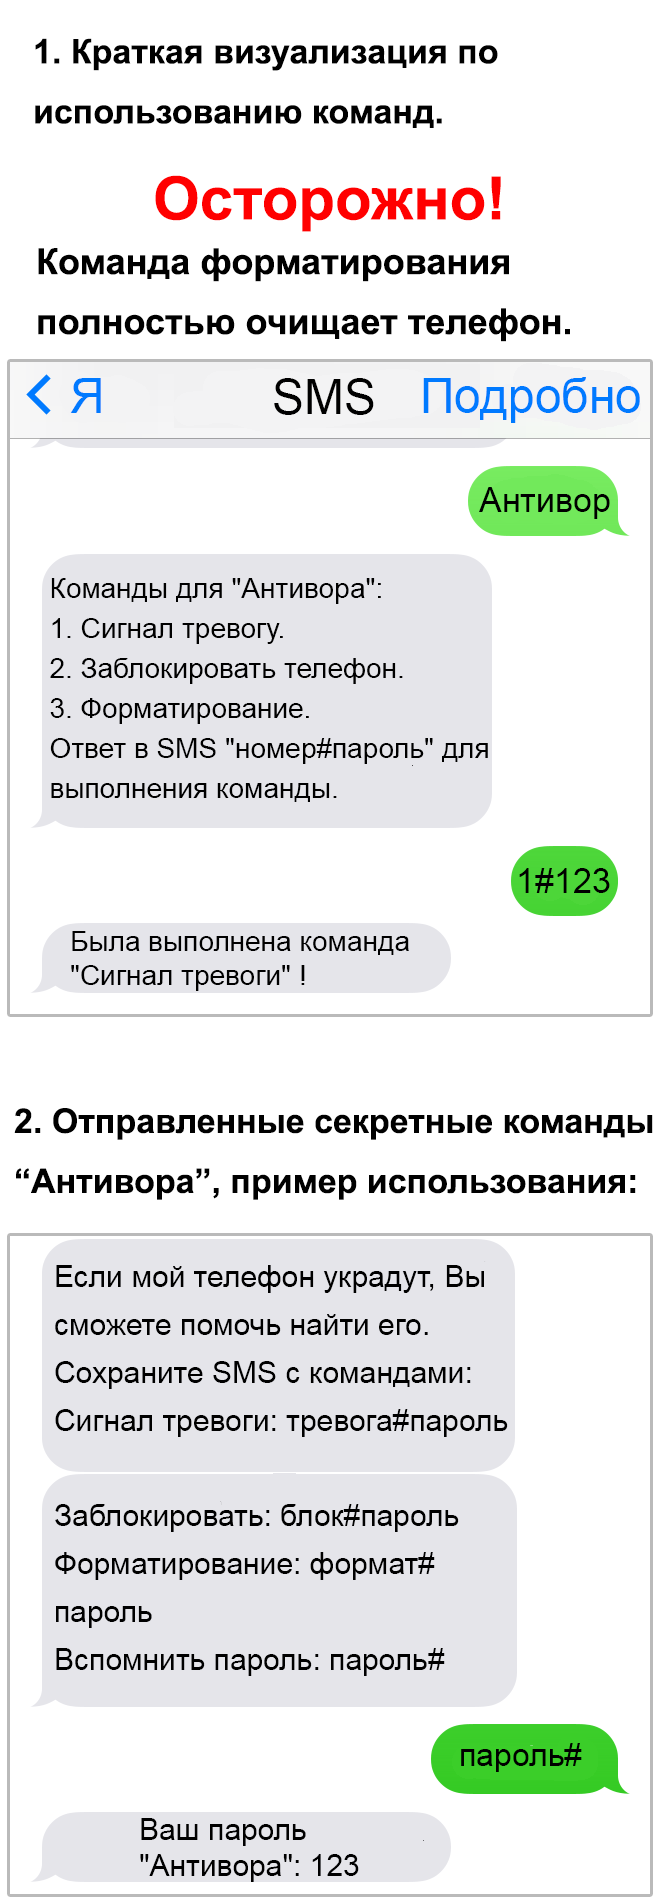 1. Краткая визуализация по
использованию команд.
Осторожно!
Команда форматирования
полностью очищает телефон.
Я SMS Подробно
Антивор
Команды для "Антивора":
1. Сигнал тревогу.
2. Заблокировать телефон.
3. Форматирование.
Ответ в SMS "номер#пароль" для
выполнения команды.
1#123
Была выполнена команда
"Сигнал тревоги" !
2. Отправленные секретные команды
“Антивора”, пример использования:
Если мой телефон украдут, Вы
сможете помочь найти его.
Сохраните SMS с командами:
Сигнал тревоги: тревога#пароль
Заблокировать: блок#пароль
Форматирование: формат#
пароль
Вспомнить пароль: пароль#
пароль#
Ваш пароль
"Антивора": 123